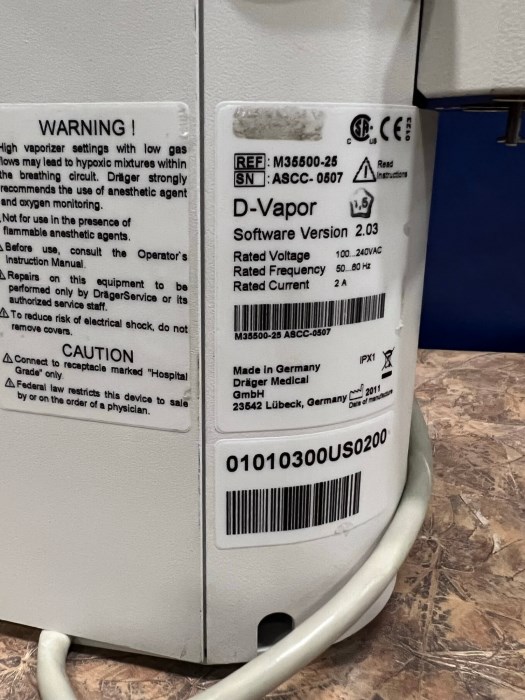 WARNING !
High vaporizer settings with low gas
flows may lead to hypoxic mixtures within
the breathing circuit. Dräger strongly
recommends the use of anesthetic agent
and oxygen monitoring.
Not for use in the presence of
flammable anesthetic agents.
Before use, consult the Operator's
Instruction Manual.
Repairs on this equipment to be
performed only by DrägerService or its
authorized service staff.
To reduce risk of electrical shock, do not
remove covers.
CAUTION
Connect to receptacle marked "Hospital
Grade" only.
Federal law restricts this device to sale
by or on the order of a physician.
C SA US CE 0123
REF : M35500-25
SN : ASCC- 0507
Read
Instructions
D-Vapor
1,5
Software Version 2.03
Rated Voltage 100...240VAC
Rated Frequency 50...60 Hz
Rated Current 2 A
M35500-25 ASCC-0507
IPX1
Made in Germany
Dräger Medical
GmbH
23542 Lübeck, Germany
2011
Date of manufacture
01010300US0200